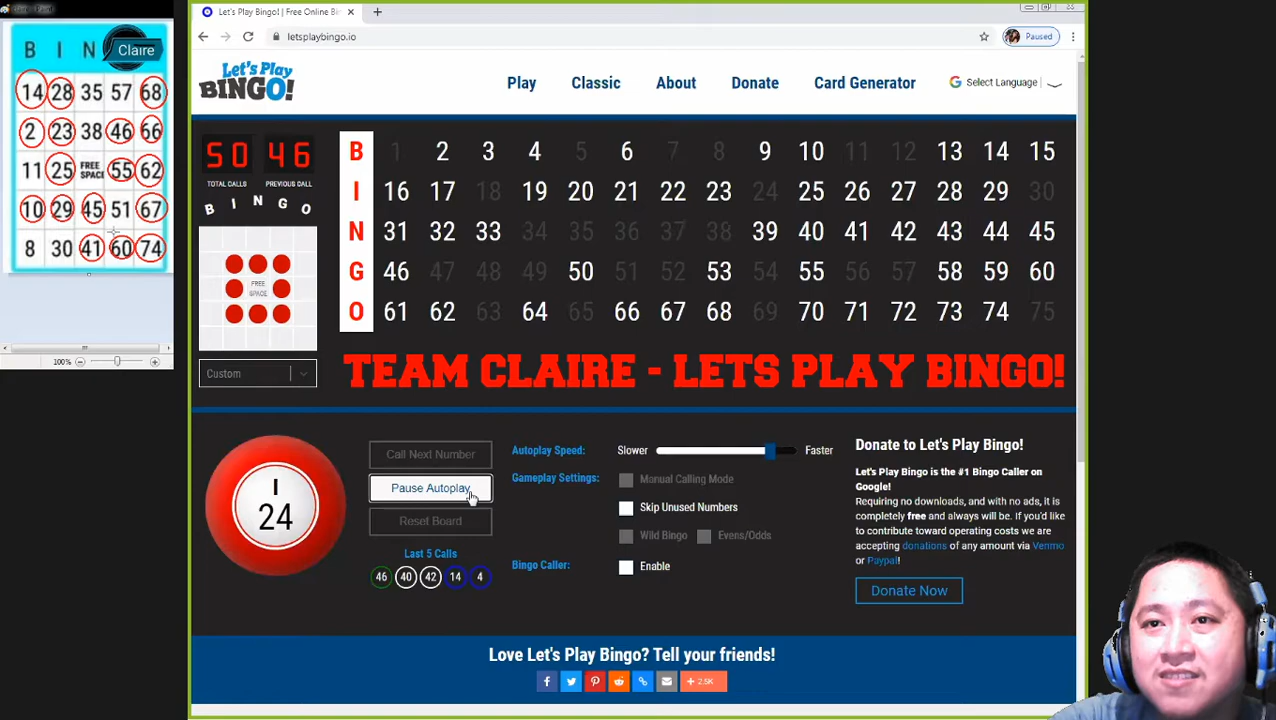 Let's Play Bingo! | Free Online Bi
letsplaybingo.io
Paused
Claire
B I N
14 28 35 57 68
2 23 38 46 66
11 25 FREE SPACE 55 62
10 29 45 51 67
8 30 41 60 74
100%
Let's Play
BINGO!
Play Classic About Donate Card Generator
Select Language
50 46
TOTAL CALLS PREVIOUS CALL
B I N G O
FREE
SPACE
Custom
B 1 2 3 4 5 6 7 8 9 10 11 12 13 14 15
I 16 17 18 19 20 21 22 23 24 25 26 27 28 29 30
N 31 32 33 34 35 36 37 38 39 40 41 42 43 44 45
G 46 47 48 49 50 51 52 53 54 55 56 57 58 59 60
O 61 62 63 64 65 66 67 68 69 70 71 72 73 74 75
TEAM CLAIRE - LETS PLAY BINGO!
I
24
Call Next Number
Pause Autoplay
Reset Board
Last 5 Calls
46 40 42 14 4
Autoplay Speed: Slower Faster
Gameplay Settings: Manual Calling Mode
Skip Unused Numbers
Wild Bingo Evens/Odds
Bingo Caller: Enable
Donate to Let's Play Bingo!
Let's Play Bingo is the #1 Bingo Caller on
Google!
Requiring no downloads, and with no ads, it is
completely free and always will be. If you'd like
to contribute toward operating costs we are
accepting donations of any amount via Venmo
or Paypal!
Donate Now
Love Let's Play Bingo? Tell your friends!
2.5K